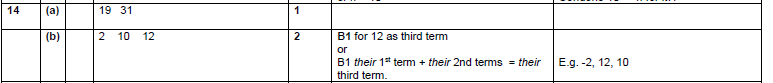 14 (a) 19 31 1
(b) 2 10 12 2 B1 for 12 as third term
or
B1 their 1st term + their 2nd terms = their E.g. -2, 12, 10
third term.